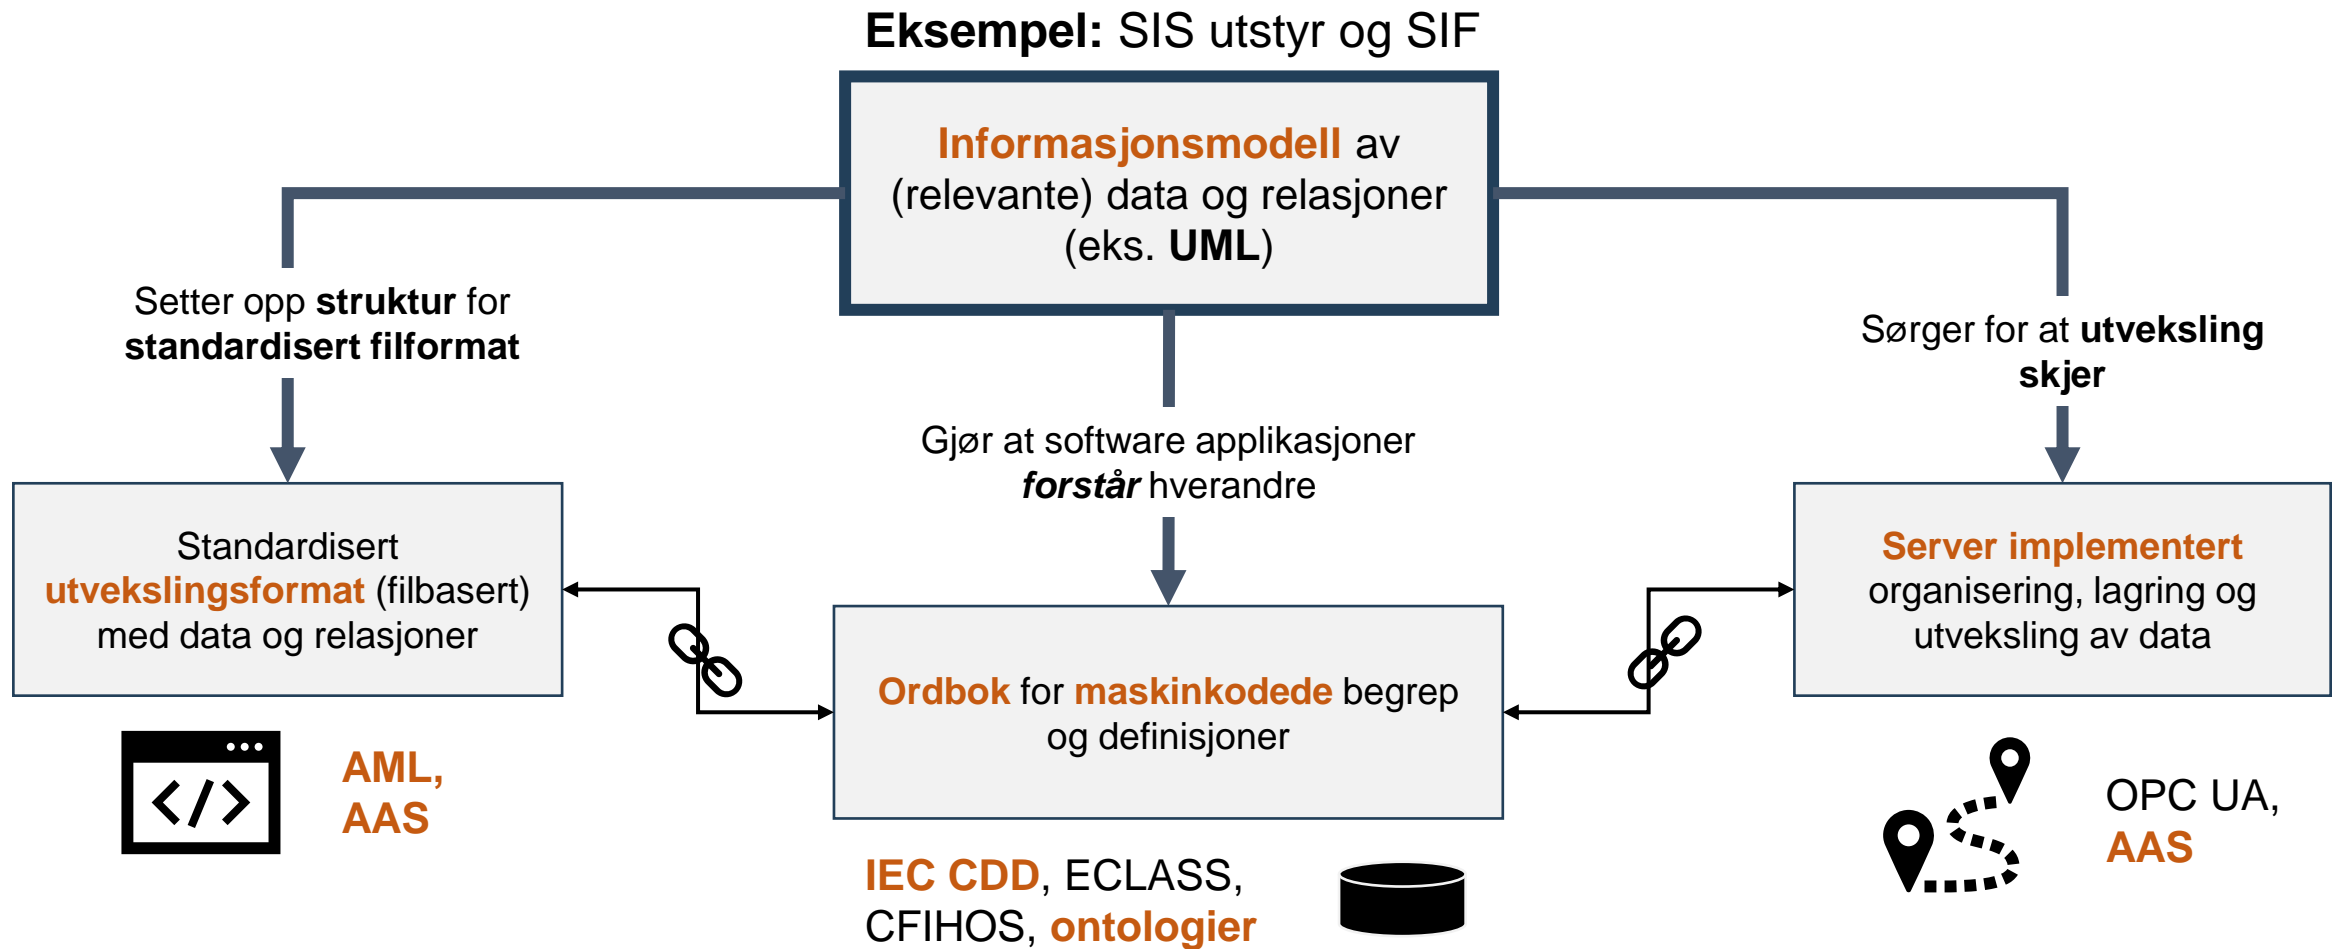 Eksempel: SIS utstyr og SIF
Informasjonsmodell av
(relevante) data og relasjoner
(eks. UML)
Setter opp struktur for
standardisert filformat
Gjør at software applikasjoner
forstår hverandre
Sørger for at utveksling
skjer
Standardisert
utvekslingsformat (filbasert)
med data og relasjoner
Ordbok for maskinkodede begrep
og definisjoner
Server implementert
organisering, lagring og
utveksling av data
</>
AML,
AAS
IEC CDD, ECLASS,
CFIHOS, ontologier
OPC UA,
AAS